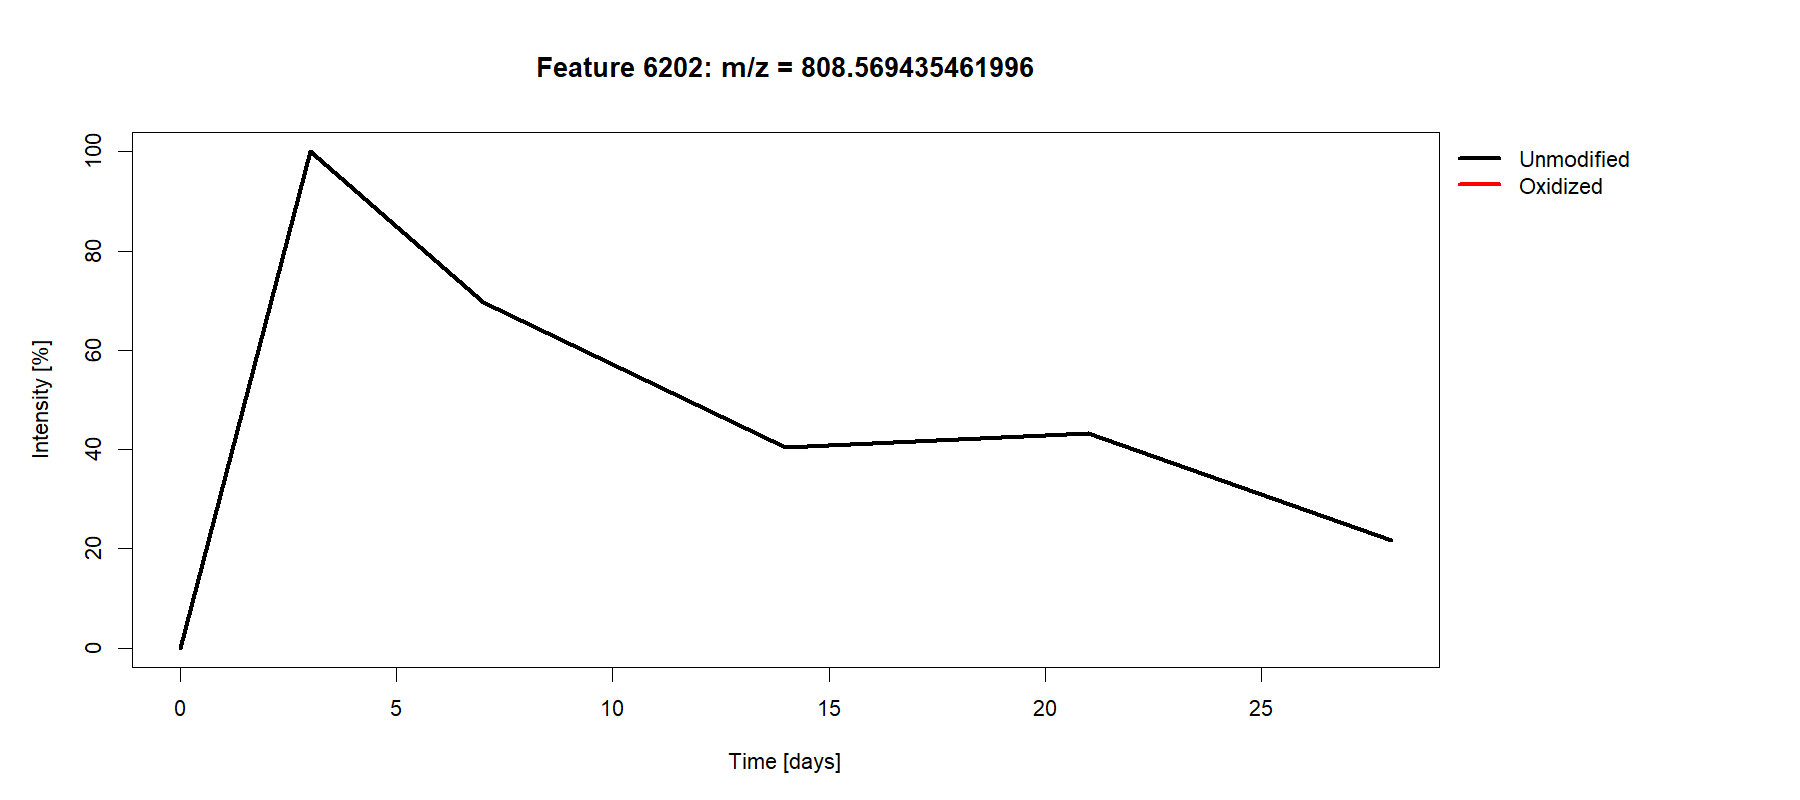 Feature 6202: m/z = 808.569435461996
Unmodified
Oxidized
Intensity [%]
100
80
60
40
20
0
0 5 10 15 20 25
Time [days]